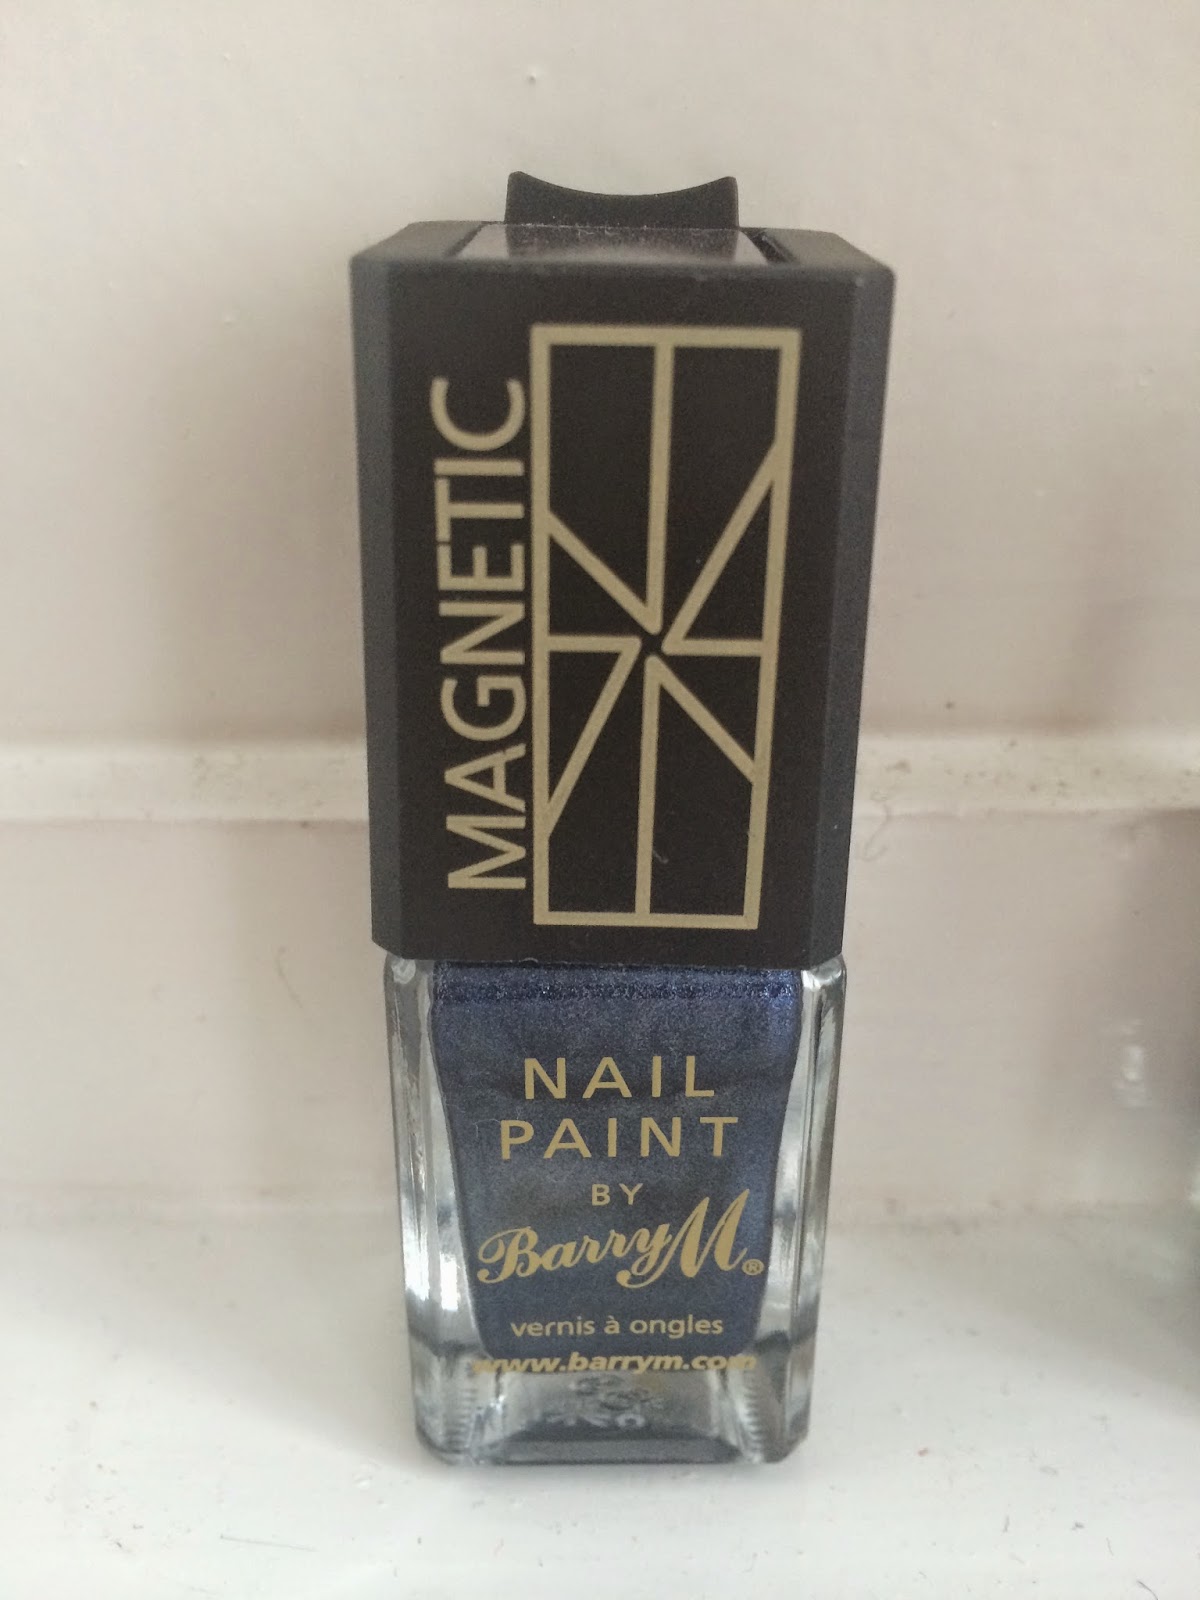 MAGNETIC
NAIL
PAINT
BY
Barry M®
vernis à ongles
www.barrym.com